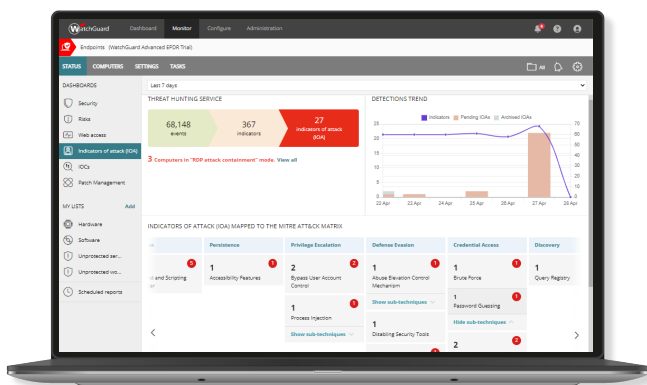 WatchGuard
Dashboard
Monitor
Configure
Administration
Endpoints (WatchGuard Advanced EPDR Trial)
STATUS
COMPUTERS
SETTINGS
TASKS
All
DASHBOARDS
Security
Risks
Web access
Indicators of attack (IOA)
IOCs
Patch Management
MY LISTS
Add
Hardware
Software
Unprotected ser...
Unprotected wo...
Scheduled reports
Last 7 days
THREAT HUNTING SERVICE
68,148
events
367
indicators
27
indicators of attack
(IOA)
3 Computers in "RDP attack containment" mode. View all
DETECTIONS TREND
Indicators
Pending IOAs
Archived IOAs
25
20
15
10
5
0
70
60
50
40
30
20
10
0
22 Apr
23 Apr
24 Apr
25 Apr
26 Apr
27 Apr
28 Apr
INDICATORS OF ATTACK (IOA) MAPPED TO THE MITRE ATT&CK MATRIX
5
and Scripting
Persistence
1
1
Accessibility Features
Privilege Escalation
2
2
Bypass User Account
Control
1
1
Process Injection
Show sub-techniques
Defense Evasion
1
1
Abuse Elevation Control
Mechanism
Show sub-techniques
1
Disabling Security Tools
Credential Access
1
1
Brute Force
1
1
Password Guessing
Hide sub-techniques
2
2
Discovery
1
Query Registry